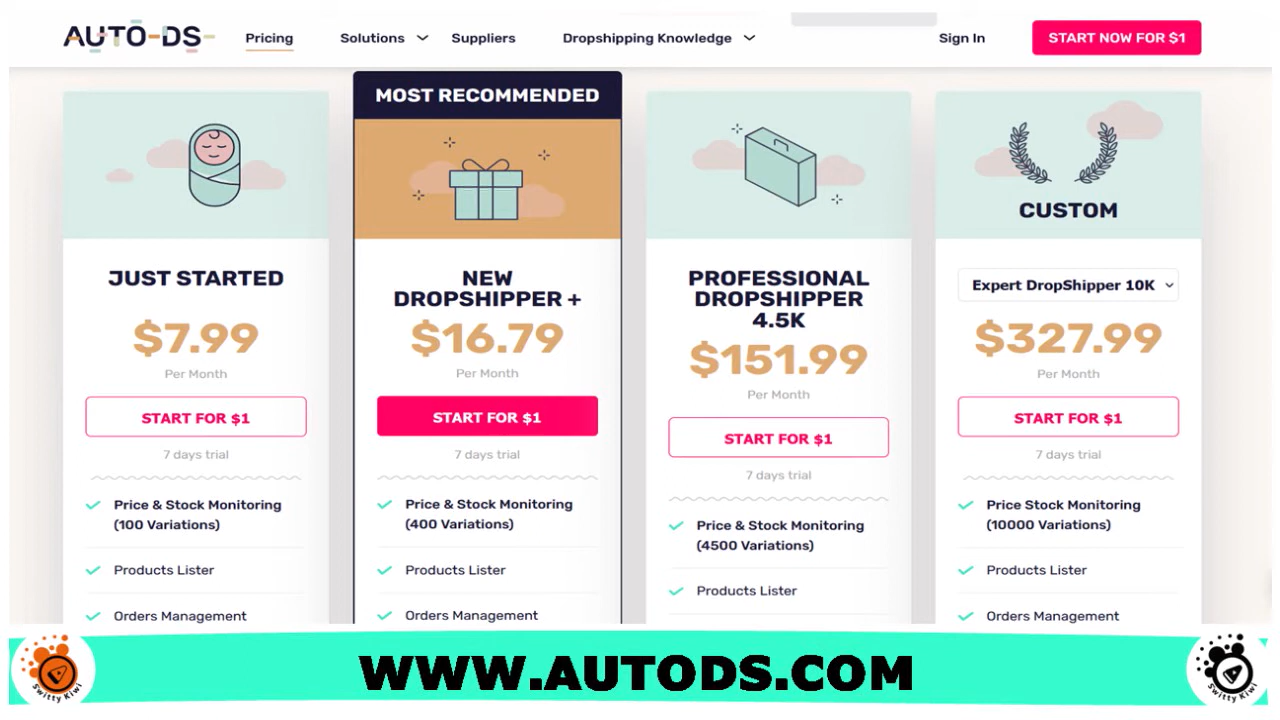 AUTO-DS
Pricing
Solutions
Suppliers
Dropshipping Knowledge
Sign In
START NOW FOR $1
JUST STARTED
$7.99
Per Month
START FOR $1
7 days trial
Price & Stock Monitoring
(100 Variations)
Products Lister
Orders Management
MOST RECOMMENDED
NEW
DROPSHIPPER +
$16.79
Per Month
START FOR $1
7 days trial
Price & Stock Monitoring
(400 Variations)
Products Lister
Orders Management
PROFESSIONAL
DROPSHIPPER
4.5K
$151.99
Per Month
START FOR $1
7 days trial
Price & Stock Monitoring
(4500 Variations)
Products Lister
CUSTOM
Expert DropShipper 10K
$327.99
Per Month
START FOR $1
7 days trial
Price Stock Monitoring
(10000 Variations)
Products Lister
Orders Management
Switty Kiwi
WWW.AUTODS.COM
Switty Kiwi